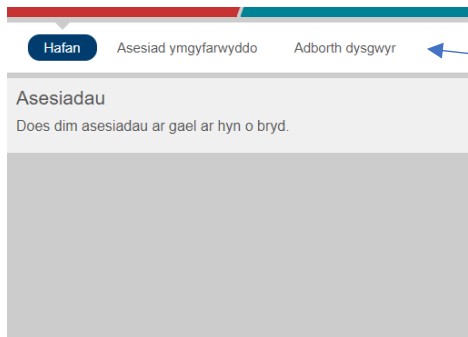 Hafan Asesiad ymgyfarwyddo Adborth dysgwyr
Asesiadau
Does dim asesiadau ar gael ar hyn o bryd.